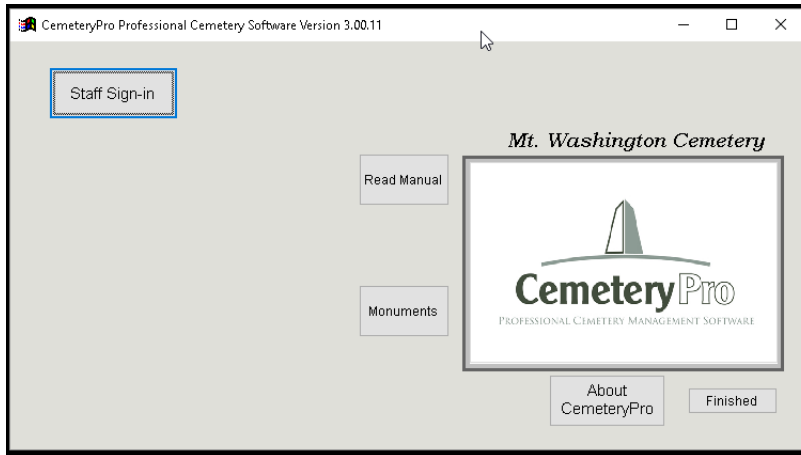 CemeteryPro Professional Cemetery Software Version 3.00.11
Staff Sign-in
Mt. Washington Cemetery
Read Manual
CemeteryPro
PROFESSIONAL CEMETERY MANAGEMENT SOFTWARE
Monuments
About
CemeteryPro
Finished